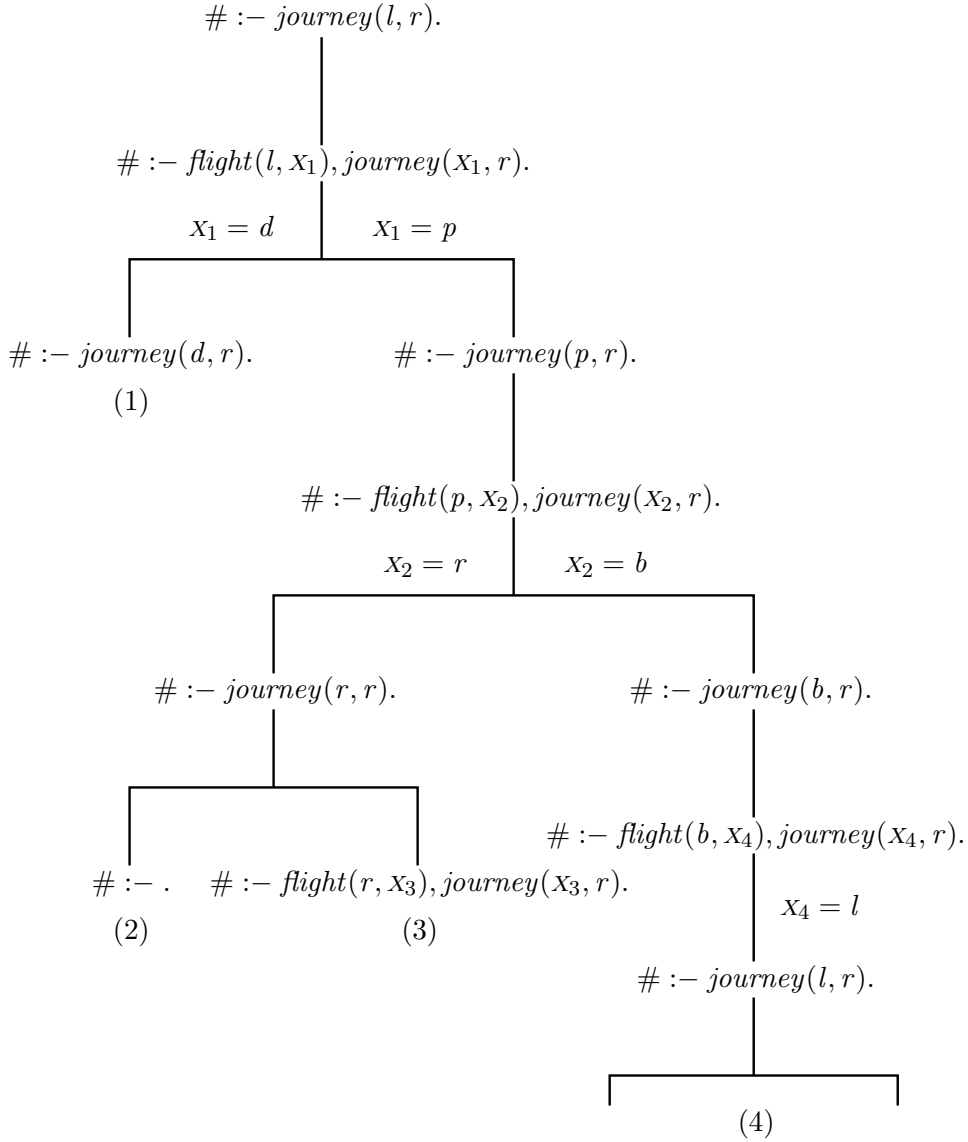 # :– journey(l, r).
# :– flight(l, X₁), journey(X₁, r).
X₁ = d X₁ = p
# :– journey(d, r). # :– journey(p, r).
(1)
# :– flight(p, X₂), journey(X₂, r).
X₂ = r X₂ = b
# :– journey(r, r). # :– journey(b, r).
# :– flight(b, X₄), journey(X₄, r).
# :– . # :– flight(r, X₃), journey(X₃, r).
X₄ = l
(2) (3)
# :– journey(l, r).
(4)